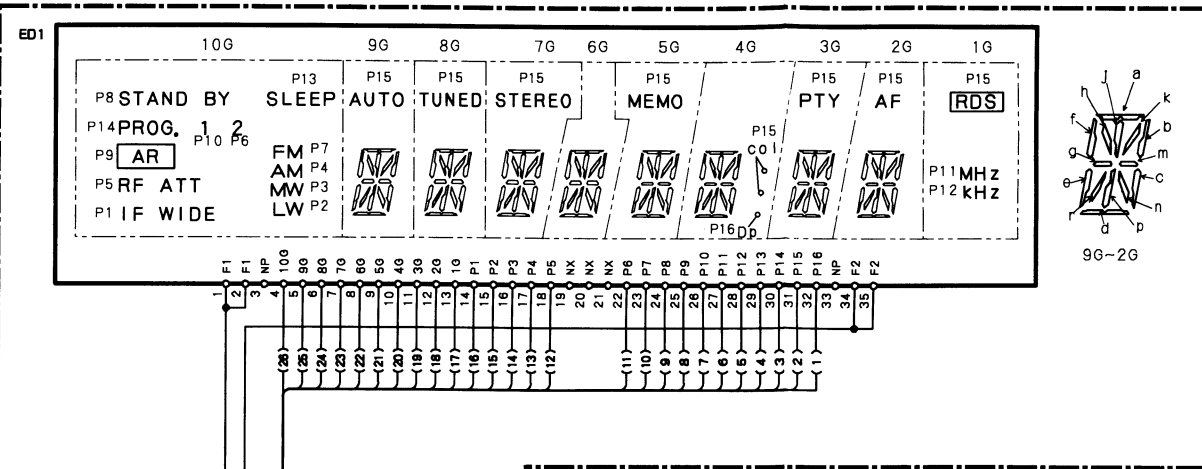 ED1
10G 9G 8G 7G 6G 5G 4G 3G 2G 1G
P13 P15 P15 P15 P15 P15 P15 P15
P8 STAND BY SLEEP AUTO TUNED STEREO MEMO PTY AF RDS
P14 PROG. 1 2
P10 P6
P15
col
P9 AR FM P7
AM P4
P5 RF ATT MW P3
P1 IF WIDE LW P2
P11 MHz
P12 kHz
P16 Dp
j a
h k
f b
g m
e c
r d p n
9G~2G
F1 F1 NP 10G 9G 8G 7G 6G 5G 4G 3G 2G 1G P1 P2 P3 P4 P5 NX NX NX P6 P7 P8 P9 P10 P11 P12 P13 P14 P15 P16 NP F2 F2
1 2 3 4 5 6 7 8 9 10 11 12 13 14 15 16 17 18 19 20 21 22 23 24 25 26 27 28 29 30 31 32 33 34 35
(26) (25) (24) (23) (22) (21) (20) (19) (18) (17) (16) (15) (14) (13) (12) (11) (10) (9) (8) (7) (6) (5) (4) (3) (2) (1)